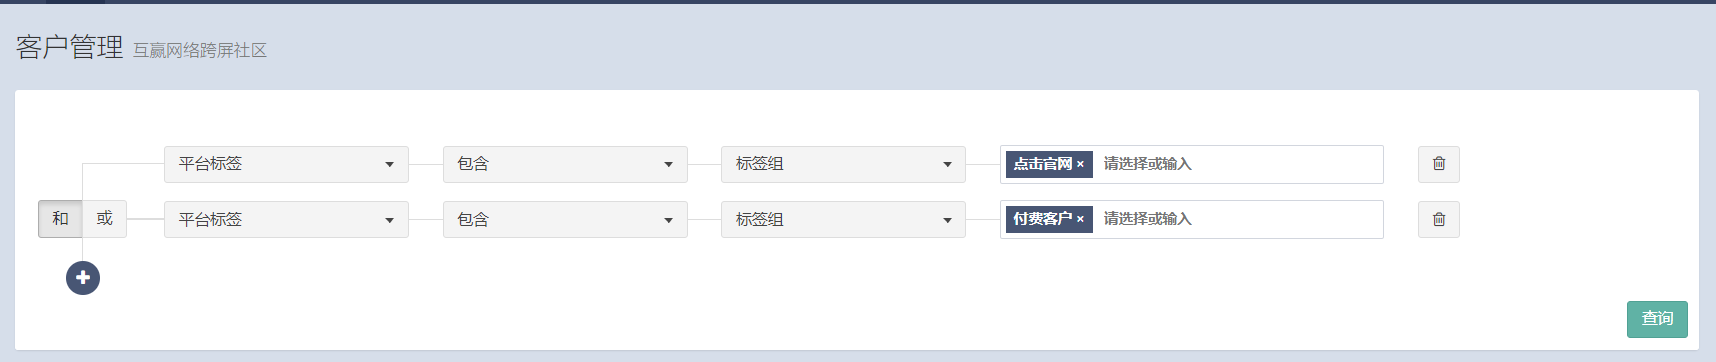 客户管理 互赢网络跨屏社区
平台标签 包含 标签组 点击官网 × 请选择或输入
和 或 平台标签 包含 标签组 付费客户 × 请选择或输入
查询